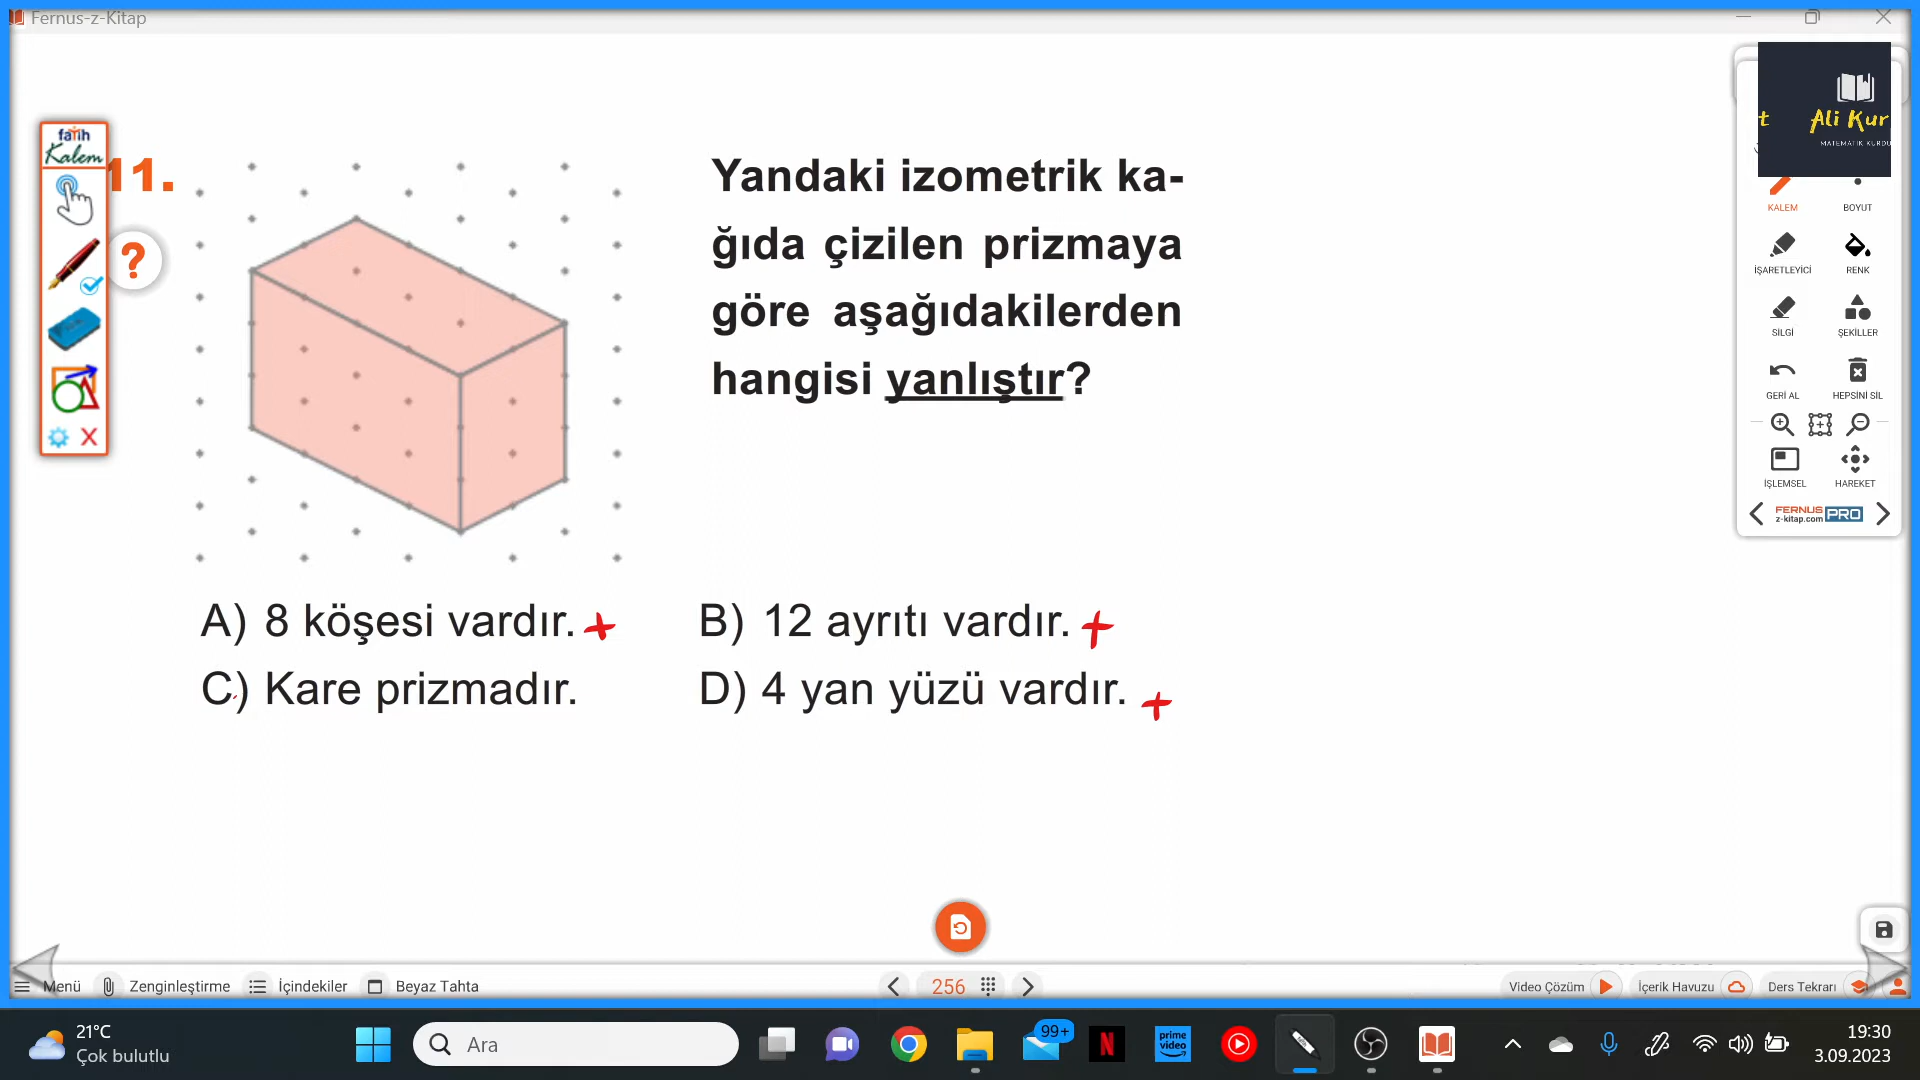 Fernus-z-Kitap
fatih
Kalem
11.
?
Yandaki izometrik ka-
ğıda çizilen prizmaya
göre aşağıdakilerden
hangisi yanlıştır?
A) 8 köşesi vardır. +
B) 12 ayrıtı vardır. +
C) Kare prizmadır.
D) 4 yan yüzü vardır. +
t Ali Kur
MATEMATİK KURDU
KALEM
BOYUT
İŞARETLEYİCİ
RENK
SİLGİ
ŞEKİLLER
GERİ AL
HEPSİNİ SİL
İŞLEMSEL
HAREKET
FERNUS
z-kitap.com PRO
Menü
Zenginleştirme
İçindekiler
Beyaz Tahta
256
Video Çözüm
İçerik Havuzu
Ders Tekrarı
21°C
Çok bulutlu
Ara
99+
N
prime
video
19:30
3.09.2023